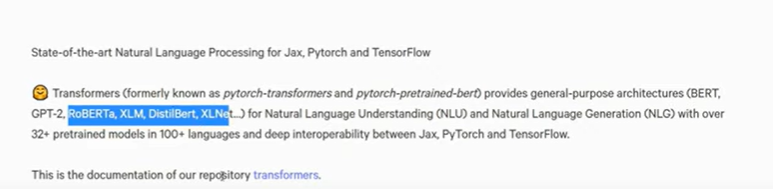 State-of-the-art Natural Language Processing for Jax, Pytorch and TensorFlow
🤗 Transformers (formerly known as pytorch-transformers and pytorch-pretrained-bert) provides general-purpose architectures (BERT,
GPT-2, RoBERTa, XLM, DistilBert, XLNet...) for Natural Language Understanding (NLU) and Natural Language Generation (NLG) with over
32+ pretrained models in 100+ languages and deep interoperability between Jax, PyTorch and TensorFlow.
This is the documentation of our repository transformers.